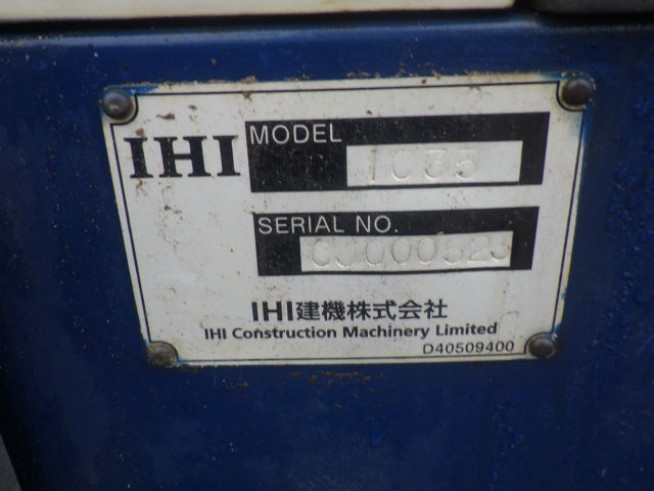 IHI
MODEL
IC35
SERIAL NO.
IHI建機株式会社
IHI Construction Machinery Limited
D40509400